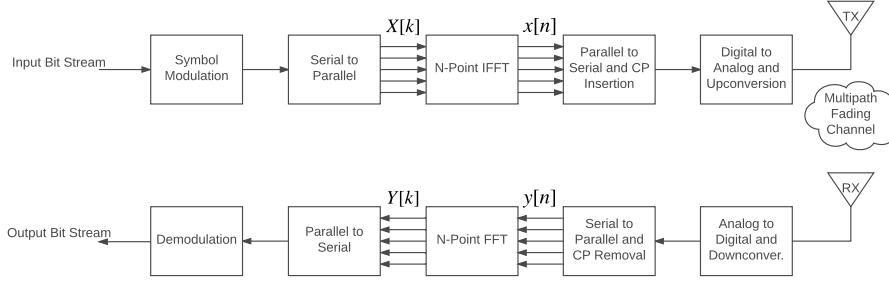 X[k]
x[n]
TX
Input Bit Stream
Symbol
Modulation
Serial to
Parallel
N-Point IFFT
Parallel to
Serial and CP
Insertion
Digital to
Analog and
Upconversion
Multipath
Fading
Channel
Y[k]
y[n]
RX
Output Bit Stream
Demodulation
Parallel to
Serial
N-Point FFT
Serial to
Parallel and
CP Removal
Analog to
Digital and
Downconver.